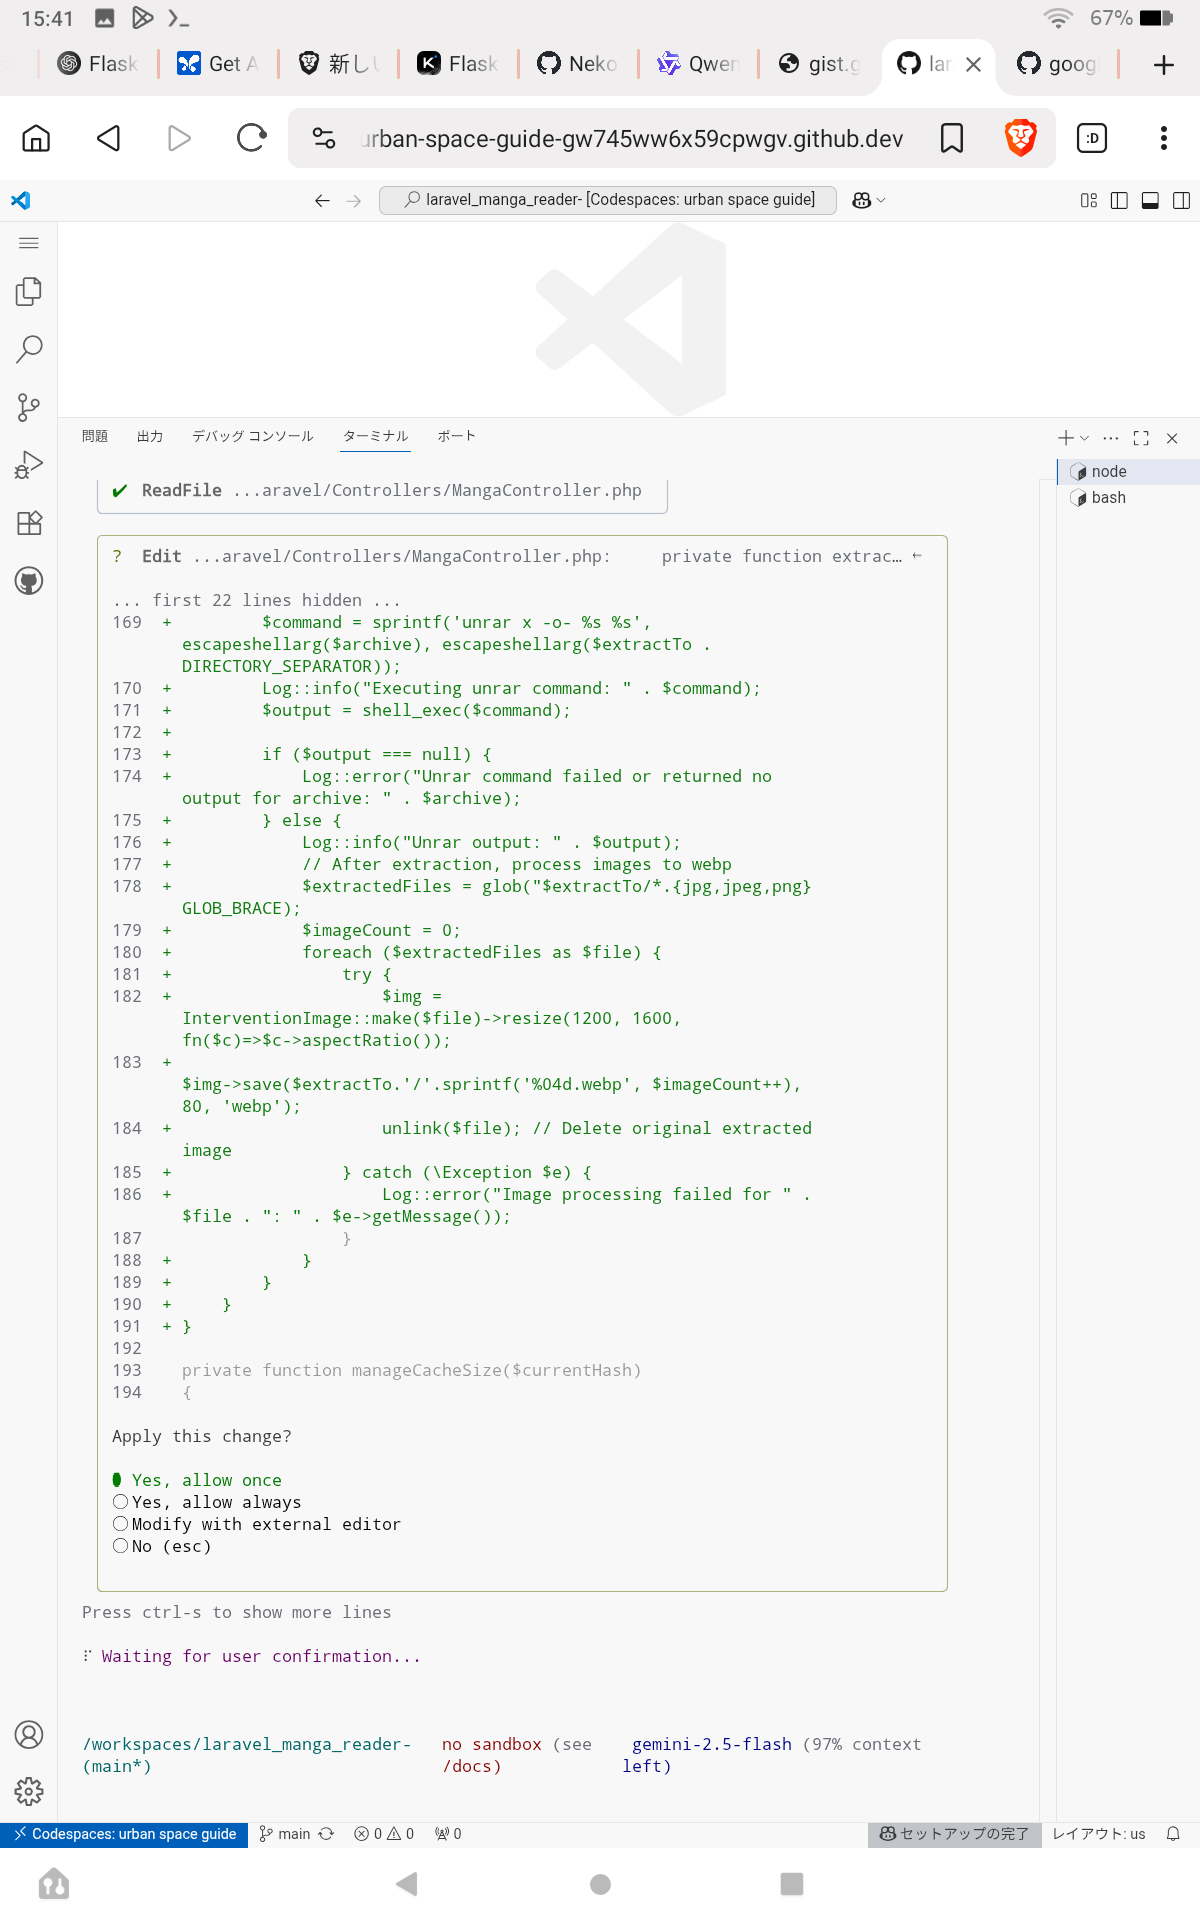 15:41
67%
Flask
Get A
新し
Flask
Neko
Qwen
gist.g
lar
goog
urban-space-guide-gw745ww6x59cpwgv.github.dev
:D
laravel_manga_reader- [Codespaces: urban space guide]
問題 出力 デバッグ コンソール ターミナル ポート
node
bash
✔ ReadFile ...aravel/Controllers/MangaController.php
? Edit ...aravel/Controllers/MangaController.php: private function extrac… ←
... first 22 lines hidden ...
169 + $command = sprintf('unrar x -o- %s %s',
escapeshellarg($archive), escapeshellarg($extractTo .
DIRECTORY_SEPARATOR));
170 + Log::info("Executing unrar command: " . $command);
171 + $output = shell_exec($command);
172 +
173 + if ($output === null) {
174 + Log::error("Unrar command failed or returned no
output for archive: " . $archive);
175 + } else {
176 + Log::info("Unrar output: " . $output);
177 + // After extraction, process images to webp
178 + $extractedFiles = glob("$extractTo/*.{jpg,jpeg,png}
GLOB_BRACE);
179 + $imageCount = 0;
180 + foreach ($extractedFiles as $file) {
181 + try {
182 + $img =
InterventionImage::make($file)->resize(1200, 1600,
fn($c)=>$c->aspectRatio());
183 +
$img->save($extractTo.'/'.sprintf('%04d.webp', $imageCount++),
80, 'webp');
184 + unlink($file); // Delete original extracted
image
185 + } catch (\Exception $e) {
186 + Log::error("Image processing failed for " .
$file . ": " . $e->getMessage());
187 }
188 + }
189 + }
190 + }
191 + }
192
193 private function manageCacheSize($currentHash)
194 {
Apply this change?
Yes, allow once
Yes, allow always
Modify with external editor
No (esc)
Press ctrl-s to show more lines
Waiting for user confirmation...
/workspaces/laravel_manga_reader- no sandbox (see gemini-2.5-flash (97% context
(main*) /docs) left)
Codespaces: urban space guide main 0 0 0 セットアップの完了 レイアウト: us